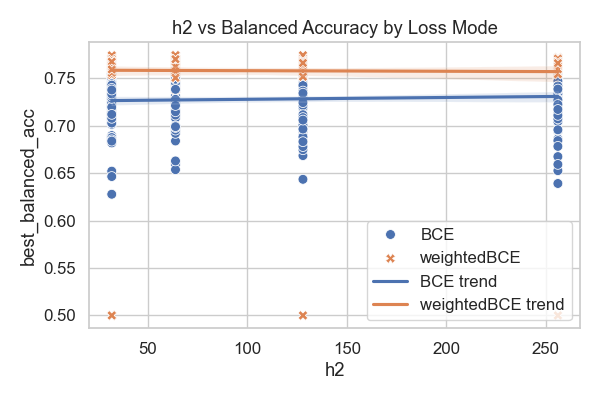 h2 vs Balanced Accuracy by Loss Mode
best_balanced_acc
0.75
0.70
0.65
0.60
0.55
0.50
BCE
weightedBCE
BCE trend
weightedBCE trend
50 100 150 200 250
h2